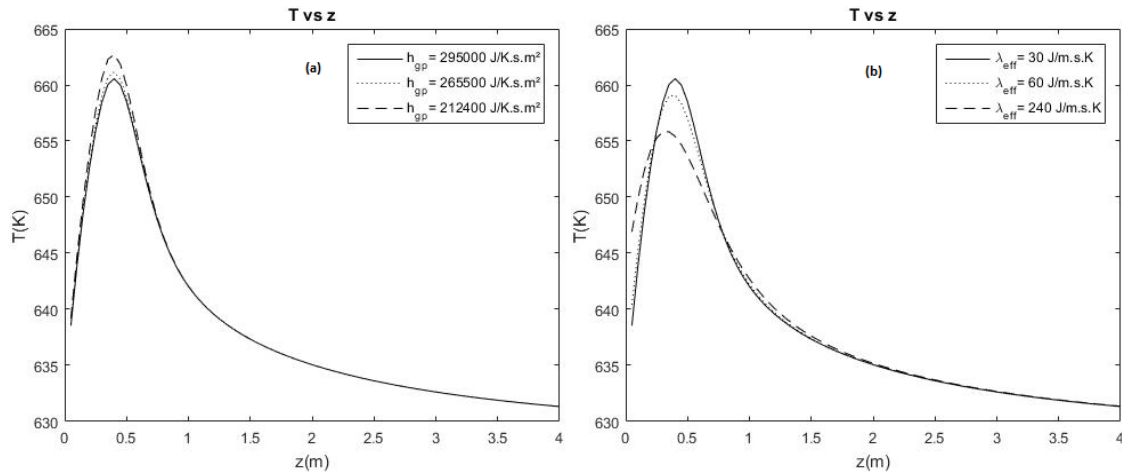 T vs z
665
660
655
650
645
640
635
630
T(K)
0
0.5
1
1.5
2
2.5
3
3.5
4
z(m)
(a)
h_gp= 295000 J/K.s.m²
h_gp= 265500 J/K.s.m²
h_gp= 212400 J/K.s.m²
T vs z
665
660
655
650
645
640
635
630
T(K)
0
0.5
1
1.5
2
2.5
3
3.5
4
z(m)
(b)
λ_eff= 30 J/m.s.K
λ_eff= 60 J/m.s.K
λ_eff= 240 J/m.s.K